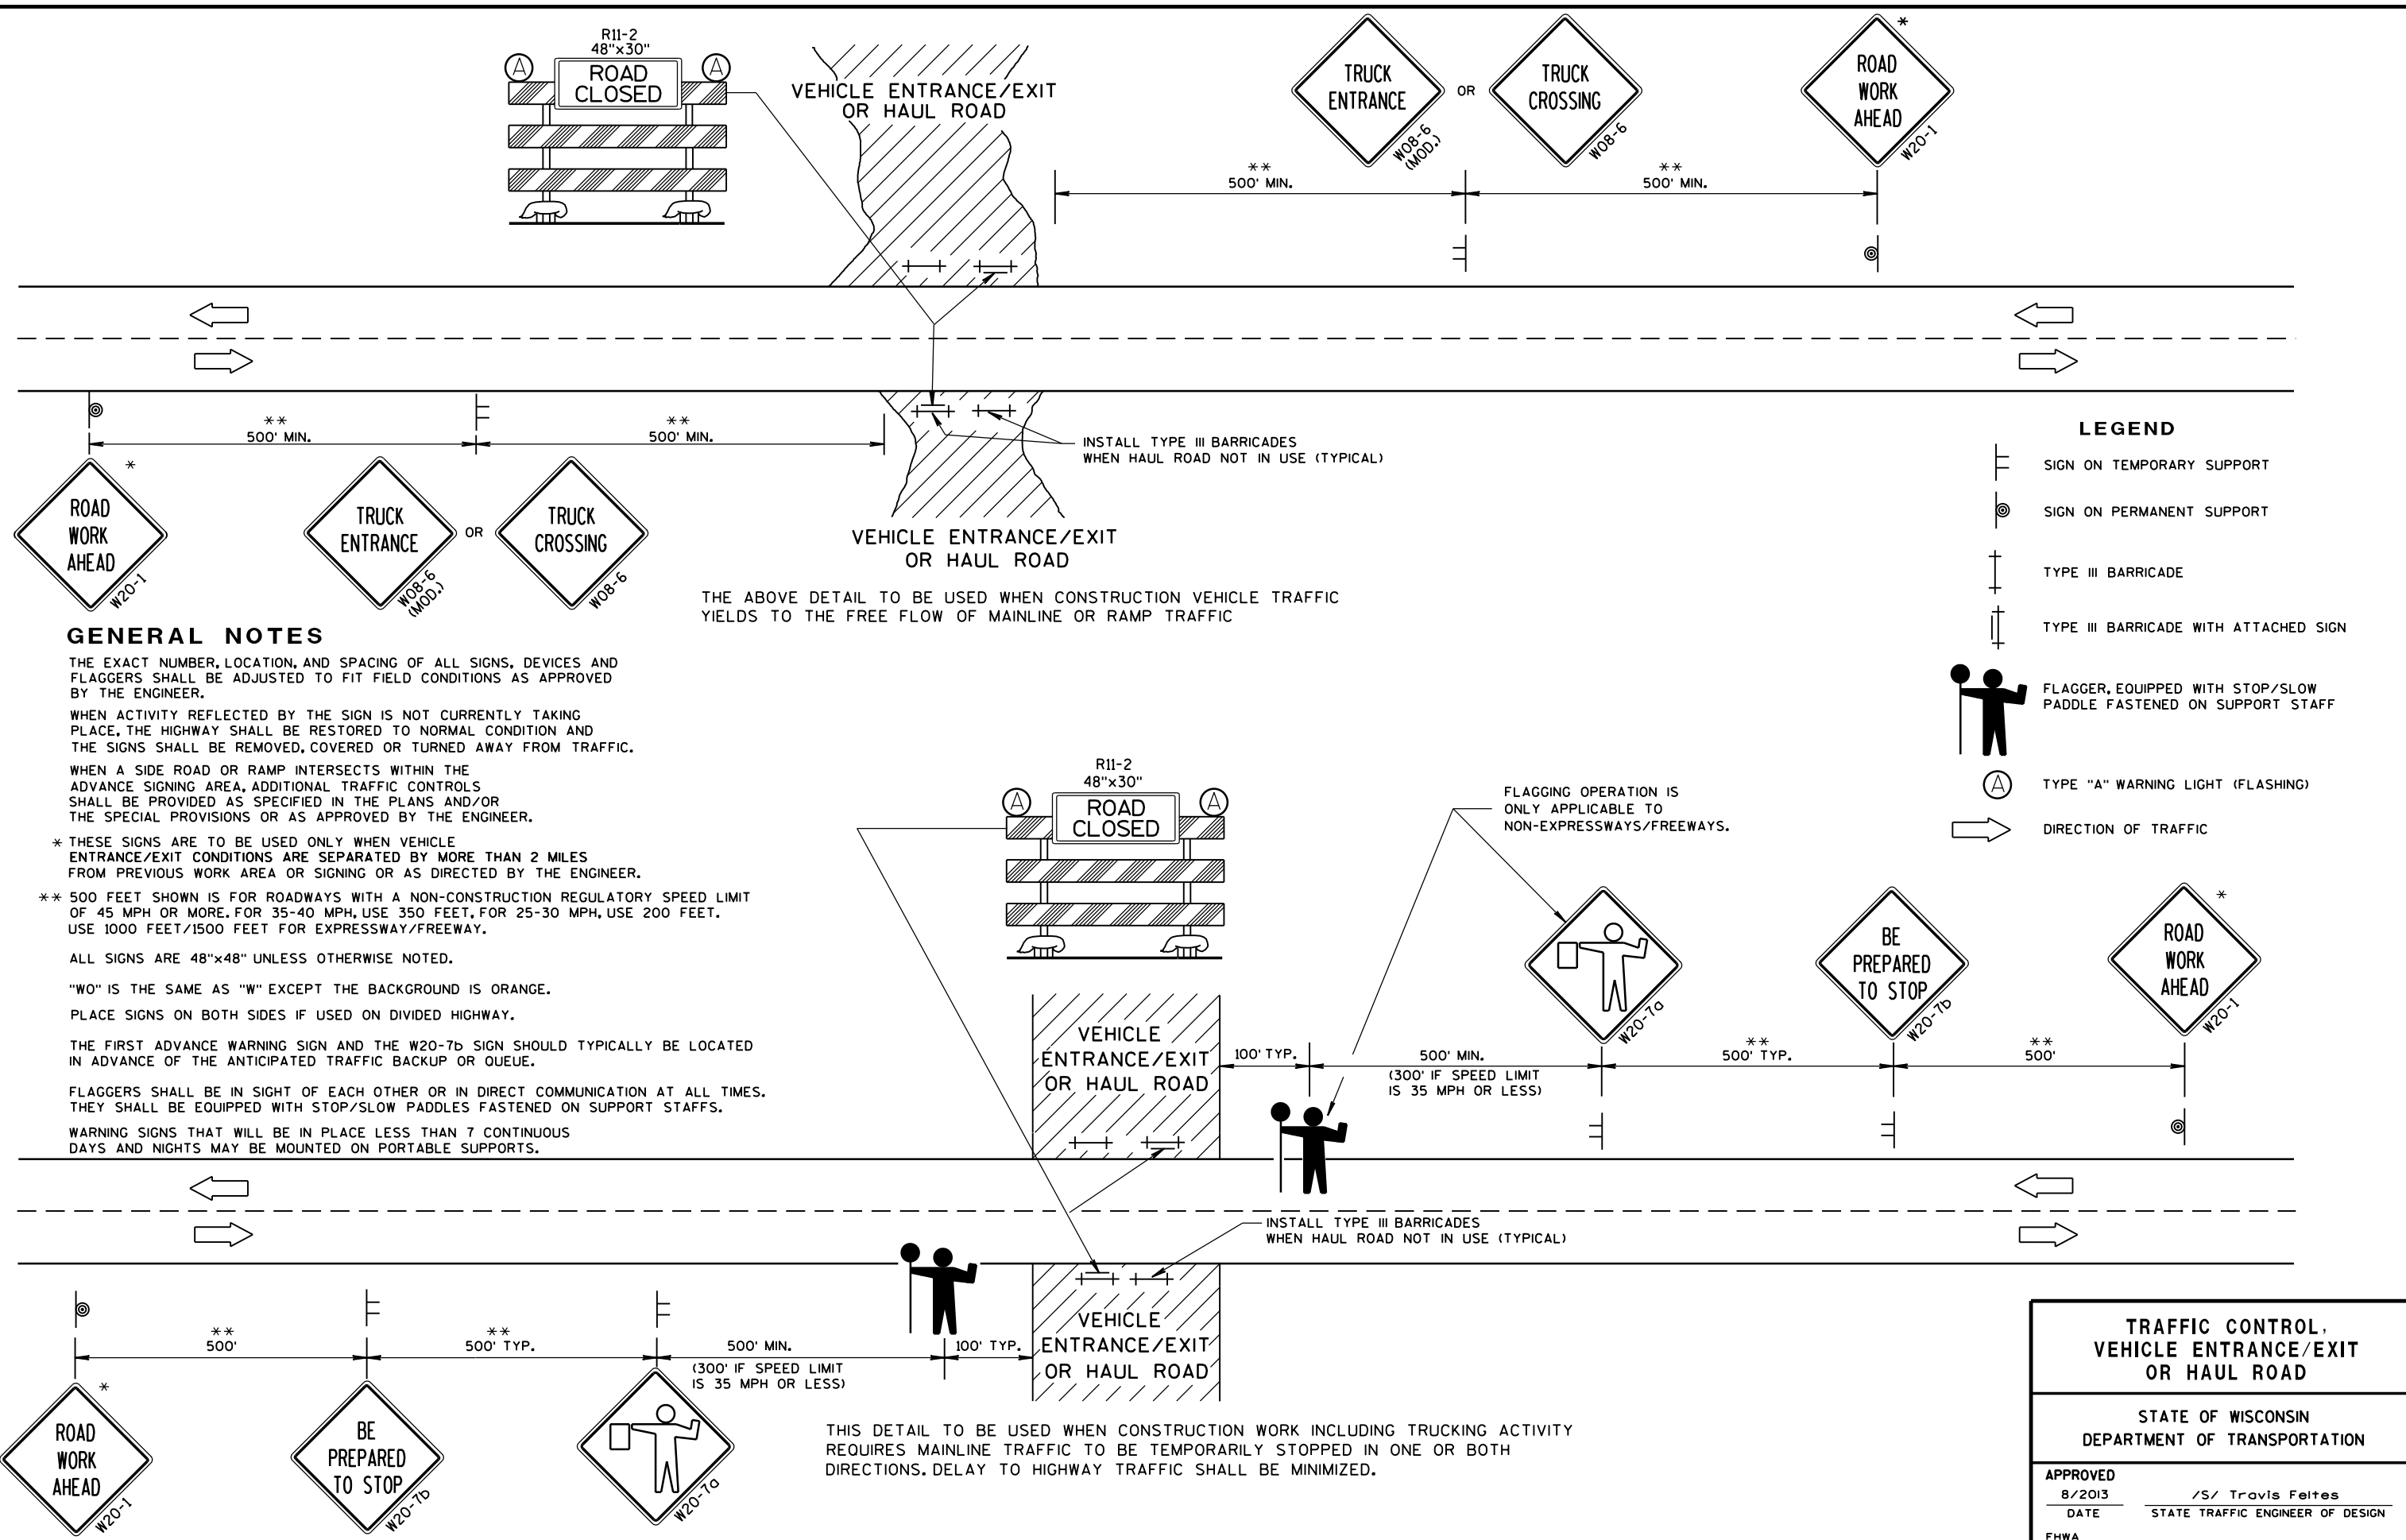 R11-2
48"x30"
A
A
ROAD
CLOSED
VEHICLE ENTRANCE/EXIT
OR HAUL ROAD
TRUCK
ENTRANCE
WO8-6
(MOD.)
OR
TRUCK
CROSSING
WO8-6
*
ROAD
WORK
AHEAD
W20-1
**
500' MIN.
**
500' MIN.
**
500' MIN.
**
500' MIN.
*
ROAD
WORK
AHEAD
W20-1
TRUCK
ENTRANCE
WO8-6
(MOD.)
OR
TRUCK
CROSSING
WO8-6
INSTALL TYPE III BARRICADES
WHEN HAUL ROAD NOT IN USE (TYPICAL)
VEHICLE ENTRANCE/EXIT
OR HAUL ROAD
THE ABOVE DETAIL TO BE USED WHEN CONSTRUCTION VEHICLE TRAFFIC
YIELDS TO THE FREE FLOW OF MAINLINE OR RAMP TRAFFIC
LEGEND
SIGN ON TEMPORARY SUPPORT
SIGN ON PERMANENT SUPPORT
TYPE III BARRICADE
TYPE III BARRICADE WITH ATTACHED SIGN
FLAGGER, EQUIPPED WITH STOP/SLOW
PADDLE FASTENED ON SUPPORT STAFF
A
TYPE "A" WARNING LIGHT (FLASHING)
DIRECTION OF TRAFFIC
GENERAL NOTES
THE EXACT NUMBER, LOCATION, AND SPACING OF ALL SIGNS, DEVICES AND
FLAGGERS SHALL BE ADJUSTED TO FIT FIELD CONDITIONS AS APPROVED
BY THE ENGINEER.
WHEN ACTIVITY REFLECTED BY THE SIGN IS NOT CURRENTLY TAKING
PLACE, THE HIGHWAY SHALL BE RESTORED TO NORMAL CONDITION AND
THE SIGNS SHALL BE REMOVED, COVERED OR TURNED AWAY FROM TRAFFIC.
WHEN A SIDE ROAD OR RAMP INTERSECTS WITHIN THE
ADVANCE SIGNING AREA, ADDITIONAL TRAFFIC CONTROLS
SHALL BE PROVIDED AS SPECIFIED IN THE PLANS AND/OR
THE SPECIAL PROVISIONS OR AS APPROVED BY THE ENGINEER.
* THESE SIGNS ARE TO BE USED ONLY WHEN VEHICLE
ENTRANCE/EXIT CONDITIONS ARE SEPARATED BY MORE THAN 2 MILES
FROM PREVIOUS WORK AREA OR SIGNING OR AS DIRECTED BY THE ENGINEER.
** 500 FEET SHOWN IS FOR ROADWAYS WITH A NON-CONSTRUCTION REGULATORY SPEED LIMIT
OF 45 MPH OR MORE. FOR 35-40 MPH, USE 350 FEET, FOR 25-30 MPH, USE 200 FEET.
USE 1000 FEET/1500 FEET FOR EXPRESSWAY/FREEWAY.
ALL SIGNS ARE 48"x48" UNLESS OTHERWISE NOTED.
"WO" IS THE SAME AS "W" EXCEPT THE BACKGROUND IS ORANGE.
PLACE SIGNS ON BOTH SIDES IF USED ON DIVIDED HIGHWAY.
THE FIRST ADVANCE WARNING SIGN AND THE W20-7b SIGN SHOULD TYPICALLY BE LOCATED
IN ADVANCE OF THE ANTICIPATED TRAFFIC BACKUP OR QUEUE.
FLAGGERS SHALL BE IN SIGHT OF EACH OTHER OR IN DIRECT COMMUNICATION AT ALL TIMES.
THEY SHALL BE EQUIPPED WITH STOP/SLOW PADDLES FASTENED ON SUPPORT STAFFS.
WARNING SIGNS THAT WILL BE IN PLACE LESS THAN 7 CONTINUOUS
DAYS AND NIGHTS MAY BE MOUNTED ON PORTABLE SUPPORTS.
R11-2
48"x30"
A
A
ROAD
CLOSED
FLAGGING OPERATION IS
ONLY APPLICABLE TO
NON-EXPRESSWAYS/FREEWAYS.
W20-7a
BE
PREPARED
TO STOP
W20-7b
*
ROAD
WORK
AHEAD
W20-1
VEHICLE
ENTRANCE/EXIT
OR HAUL ROAD
100' TYP.
500' MIN.
(300' IF SPEED LIMIT
IS 35 MPH OR LESS)
**
500' TYP.
**
500'
INSTALL TYPE III BARRICADES
WHEN HAUL ROAD NOT IN USE (TYPICAL)
**
500'
**
500' TYP.
500' MIN.
(300' IF SPEED LIMIT
IS 35 MPH OR LESS)
100' TYP.
VEHICLE
ENTRANCE/EXIT
OR HAUL ROAD
*
ROAD
WORK
AHEAD
W20-1
BE
PREPARED
TO STOP
W20-7b
W20-7a
THIS DETAIL TO BE USED WHEN CONSTRUCTION WORK INCLUDING TRUCKING ACTIVITY
REQUIRES MAINLINE TRAFFIC TO BE TEMPORARILY STOPPED IN ONE OR BOTH
DIRECTIONS. DELAY TO HIGHWAY TRAFFIC SHALL BE MINIMIZED.
TRAFFIC CONTROL,
VEHICLE ENTRANCE/EXIT
OR HAUL ROAD
STATE OF WISCONSIN
DEPARTMENT OF TRANSPORTATION
APPROVED
8/2013 /S/ Travis Feltes
DATE STATE TRAFFIC ENGINEER OF DESIGN
FHWA